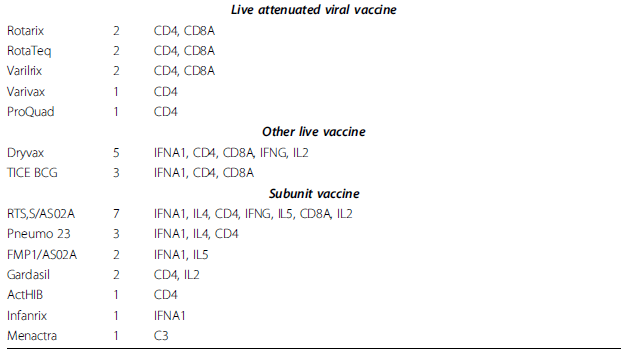 Live attenuated viral vaccine
Rotarix 2 CD4, CD8A
RotaTeq 2 CD4, CD8A
Varilrix 2 CD4, CD8A
Varivax 1 CD4
ProQuad 1 CD4
Other live vaccine
Dryvax 5 IFNA1, CD4, CD8A, IFNG, IL2
TICE BCG 3 IFNA1, CD4, CD8A
Subunit vaccine
RTS,S/AS02A 7 IFNA1, IL4, CD4, IFNG, IL5, CD8A, IL2
Pneumo 23 3 IFNA1, IL4, CD4
FMP1/AS02A 2 IFNA1, IL5
Gardasil 2 CD4, IL2
ActHIB 1 CD4
Infanrix 1 IFNA1
Menactra 1 C3